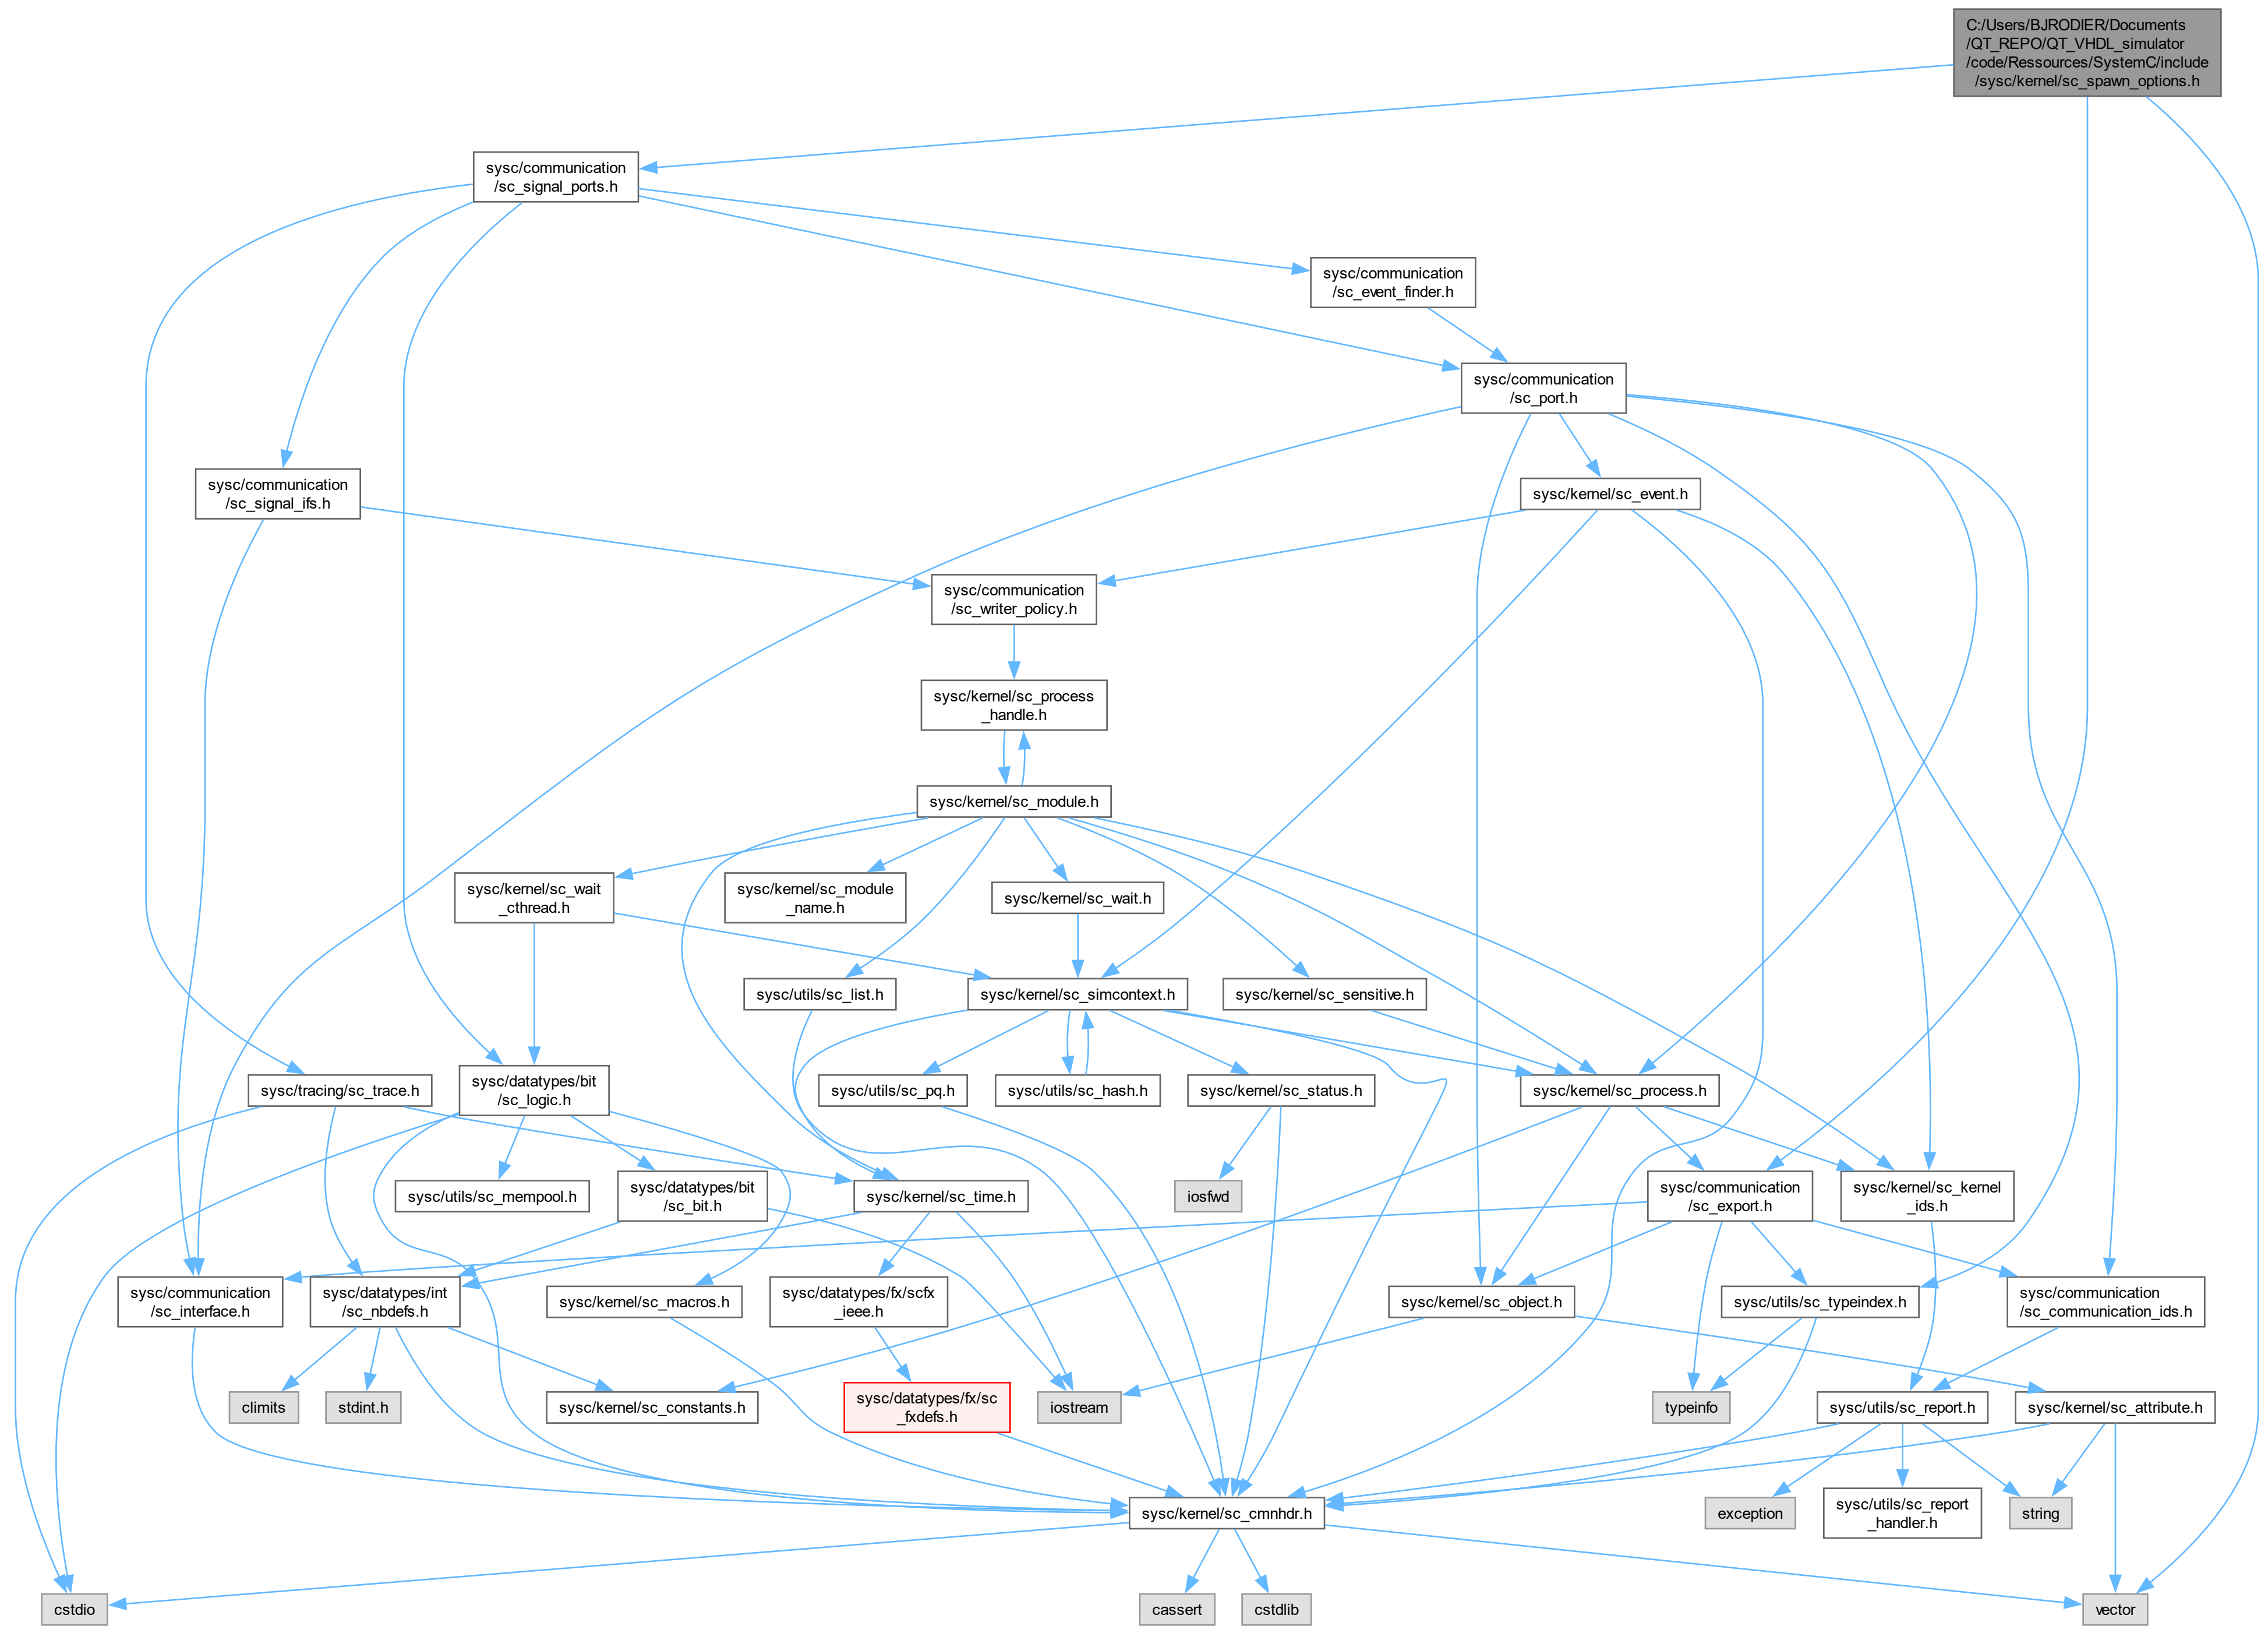 C:/Users/BJRODIER/Documents
/QT_REPO/QT_VHDL_simulator
/code/Ressources/SystemC/include
/sysc/kernel/sc_spawn_options.h
sysc/communication
/sc_signal_ports.h
sysc/communication
/sc_event_finder.h
sysc/communication
/sc_port.h
sysc/communication
/sc_signal_ifs.h
sysc/kernel/sc_event.h
sysc/communication
/sc_writer_policy.h
sysc/kernel/sc_process
_handle.h
sysc/kernel/sc_module.h
sysc/kernel/sc_wait
_cthread.h
sysc/kernel/sc_module
_name.h
sysc/kernel/sc_wait.h
sysc/utils/sc_list.h
sysc/kernel/sc_simcontext.h
sysc/kernel/sc_sensitive.h
sysc/tracing/sc_trace.h
sysc/datatypes/bit
/sc_logic.h
sysc/utils/sc_pq.h
sysc/utils/sc_hash.h
sysc/kernel/sc_status.h
sysc/kernel/sc_process.h
sysc/utils/sc_mempool.h
sysc/datatypes/bit
/sc_bit.h
sysc/kernel/sc_time.h
iosfwd
sysc/communication
/sc_export.h
sysc/kernel/sc_kernel
_ids.h
sysc/communication
/sc_interface.h
sysc/datatypes/int
/sc_nbdefs.h
sysc/kernel/sc_macros.h
sysc/datatypes/fx/scfx
_ieee.h
sysc/kernel/sc_object.h
sysc/utils/sc_typeindex.h
sysc/communication
/sc_communication_ids.h
climits
stdint.h
sysc/kernel/sc_constants.h
sysc/datatypes/fx/sc
_fxdefs.h
iostream
typeinfo
sysc/utils/sc_report.h
sysc/kernel/sc_attribute.h
sysc/kernel/sc_cmnhdr.h
exception
sysc/utils/sc_report
_handler.h
string
cstdio
cassert
cstdlib
vector